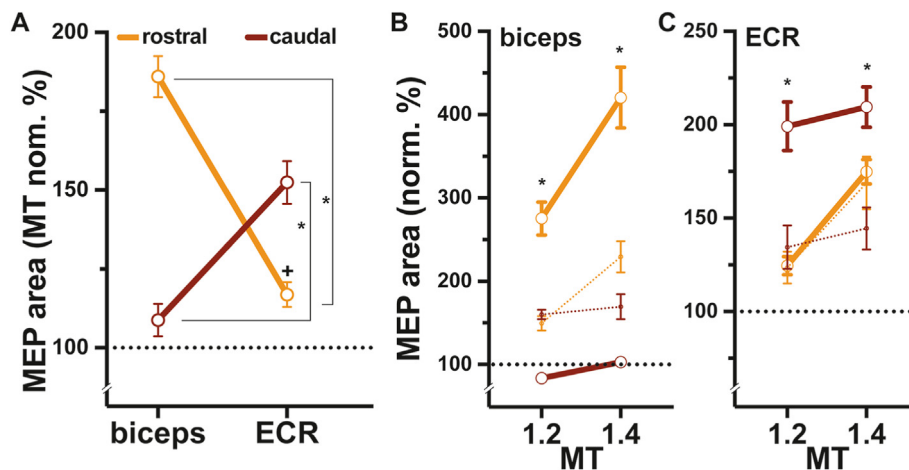 A
rostral
caudal
MEP area (MT nom. %)
200
150
100
*
*
+
biceps
ECR
B
biceps
MEP area (norm. %)
500
400
300
200
100
*
*
1.2
1.4
MT
C
ECR
250
200
150
100
*
*
1.2
1.4
MT